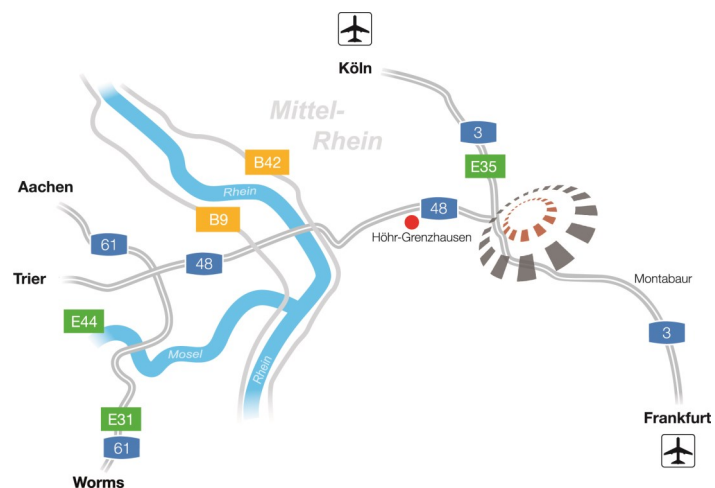 Köln
Mittel-
Rhein
3
B42
E35
Aachen
Rhein
48
B9
61
Höhr-Grenzhausen
48
Trier
Montabaur
E44
3
Mosel
Rhein
E31
Frankfurt
61
Worms